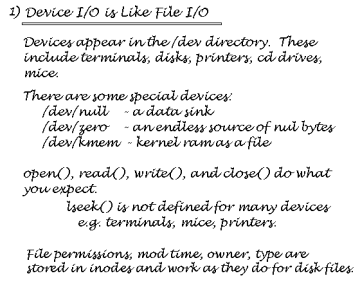 1) Device I/O is Like File I/O
Devices appear in the /dev directory. These
include terminals, disks, printers, cd drives,
mice.
There are some special devices:
/dev/null - a data sink
/dev/zero - an endless source of nul bytes
/dev/kmem - kernel ram as a file
open(), read(), write(), and close() do what
you expect.
lseek() is not defined for many devices
e.g. terminals, mice, printers.
File permissions, mod time, owner, type are
stored in inodes and work as they do for disk files.